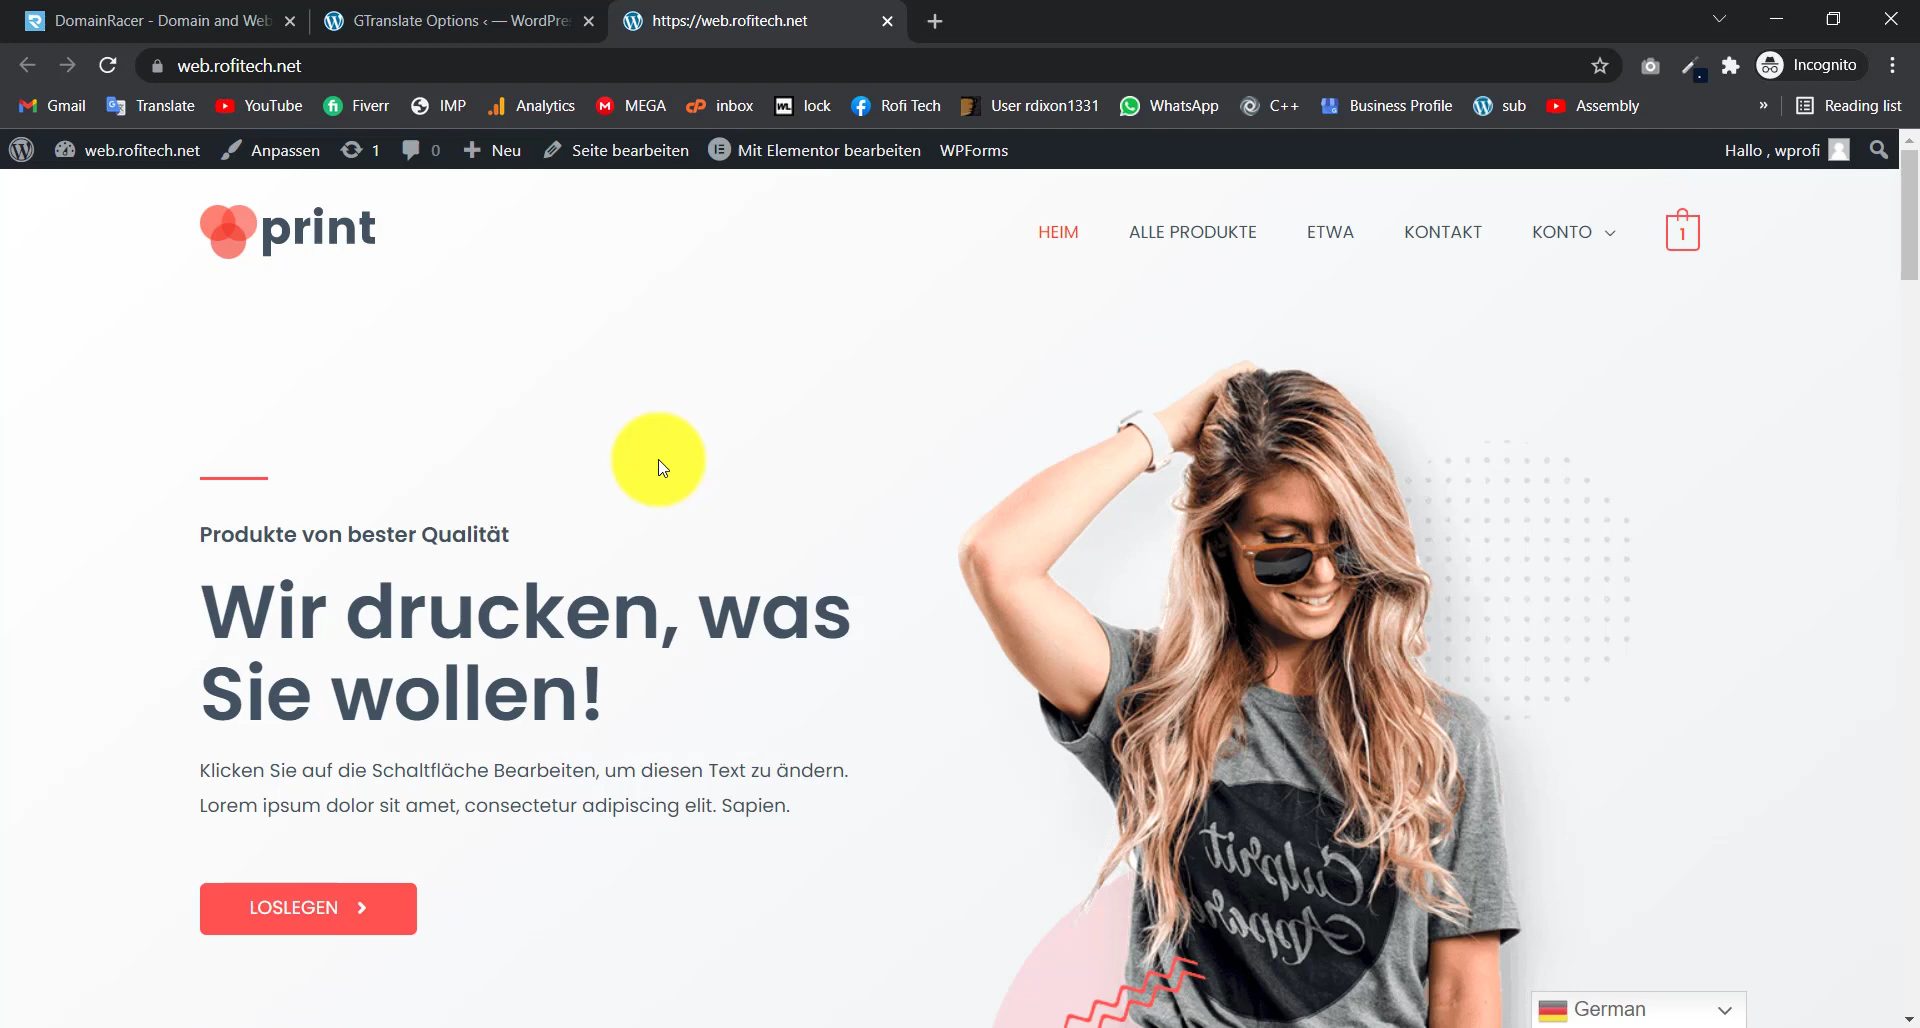 DomainRacer - Domain and Web
GTranslate Options ‹ — WordPre
https://web.rofitech.net
web.rofitech.net
Incognito
Gmail
Translate
YouTube
Fiverr
IMP
Analytics
MEGA
inbox
lock
Rofi Tech
User rdixon1331
WhatsApp
C++
Business Profile
sub
Assembly
»
Reading list
web.rofitech.net
Anpassen
1
0
Neu
Seite bearbeiten
Mit Elementor bearbeiten
WPForms
Hallo , wprofi
print
HEIM
ALLE PRODUKTE
ETWA
KONTAKT
KONTO
1
Produkte von bester Qualität
Wir drucken, was
Sie wollen!
Klicken Sie auf die Schaltfläche Bearbeiten, um diesen Text zu ändern.
Lorem ipsum dolor sit amet, consectetur adipiscing elit. Sapien.
LOSLEGEN
Culprit
German